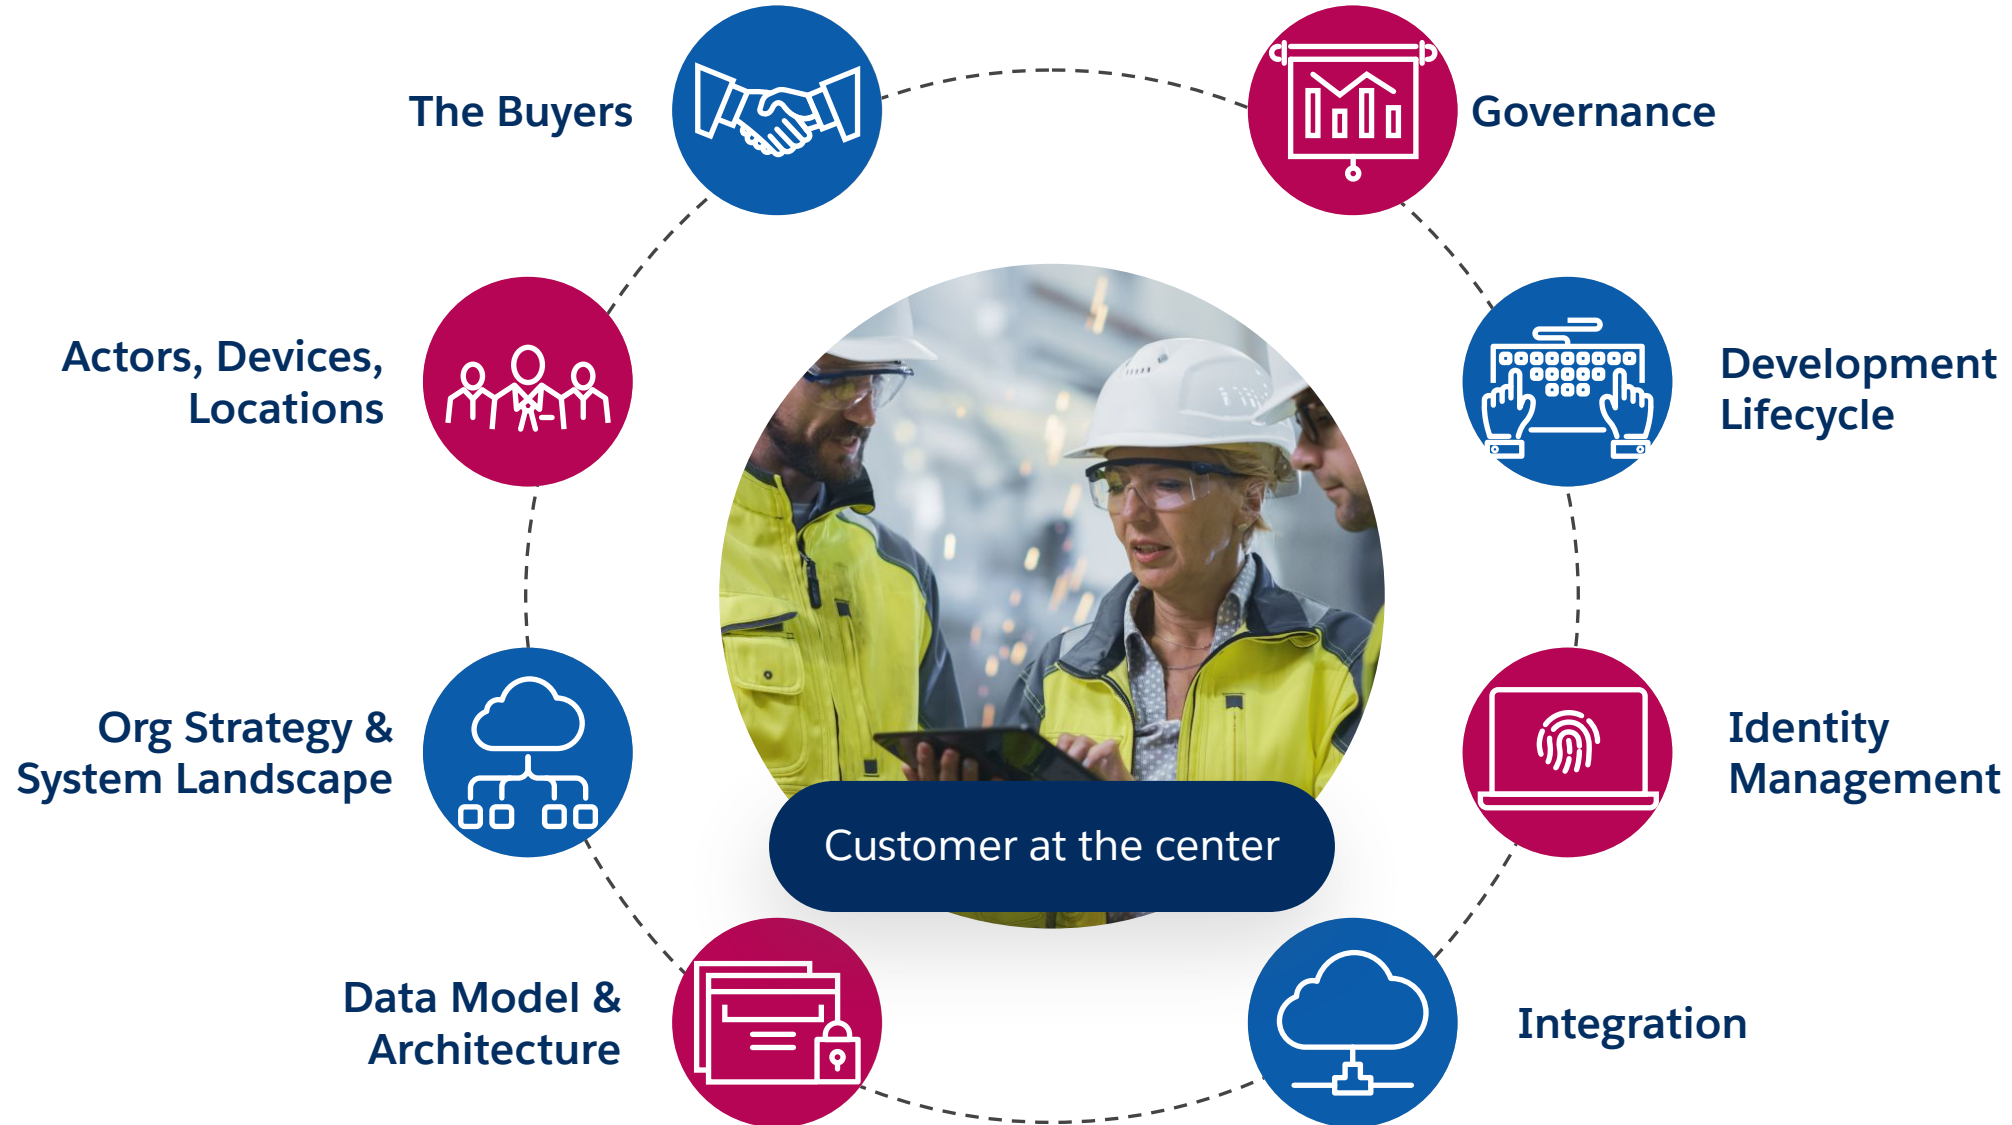 The Buyers
Governance
Actors, Devices,
Locations
Development
Lifecycle
Org Strategy &
System Landscape
Identity
Management
Customer at the center
Data Model &
Architecture
Integration